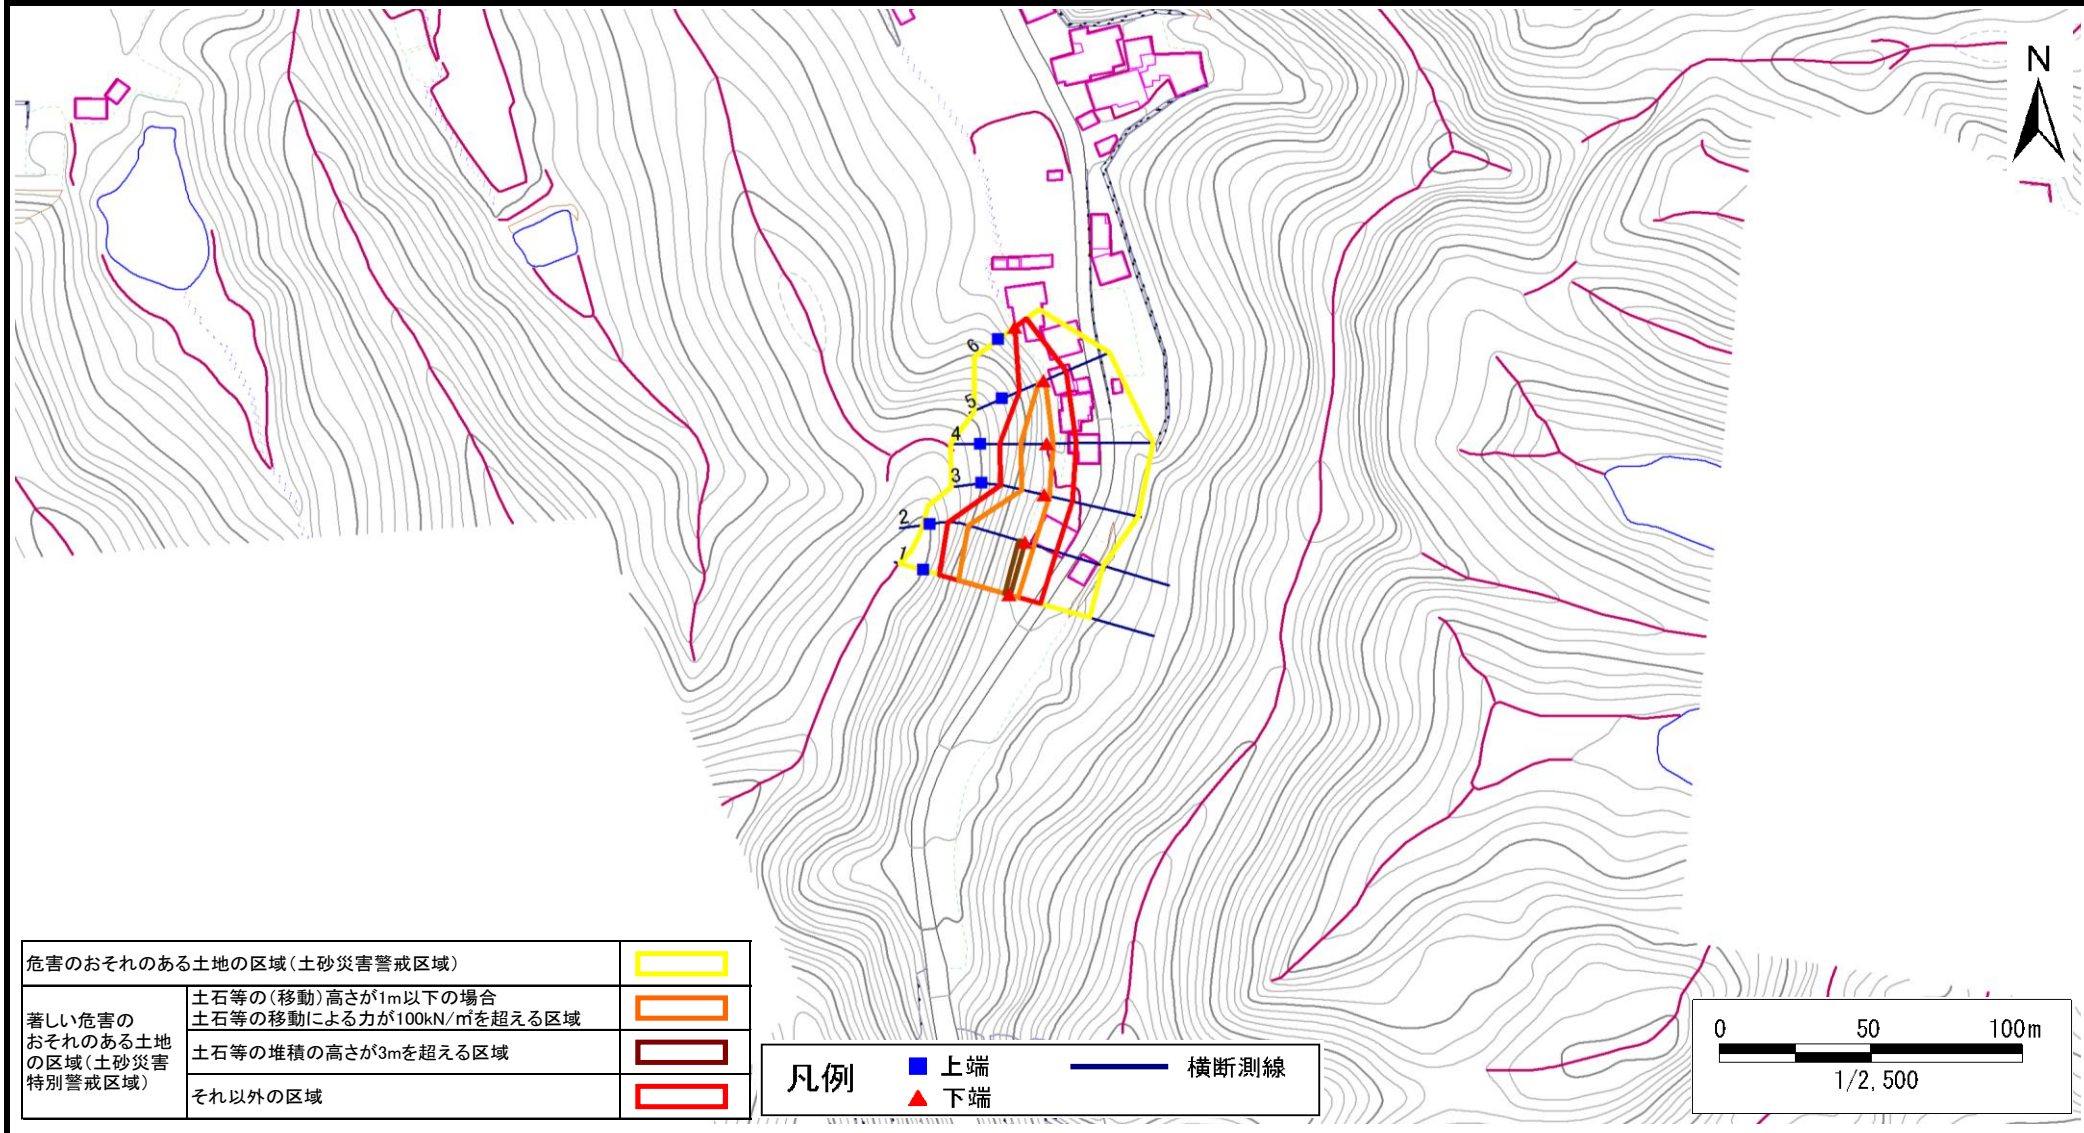 N
6
5
4
3
2
1
危害のおそれのある土地の区域(土砂災害警戒区域)
著しい危害の
おそれのある土地
の区域(土砂災害
特別警戒区域)
土石等の(移動)高さが1m以下の場合
土石等の移動による力が100kN/㎡を超える区域
土石等の堆積の高さが3mを超える区域
それ以外の区域
凡例
上端
下端
横断測線
0 50 100m
1/2,500